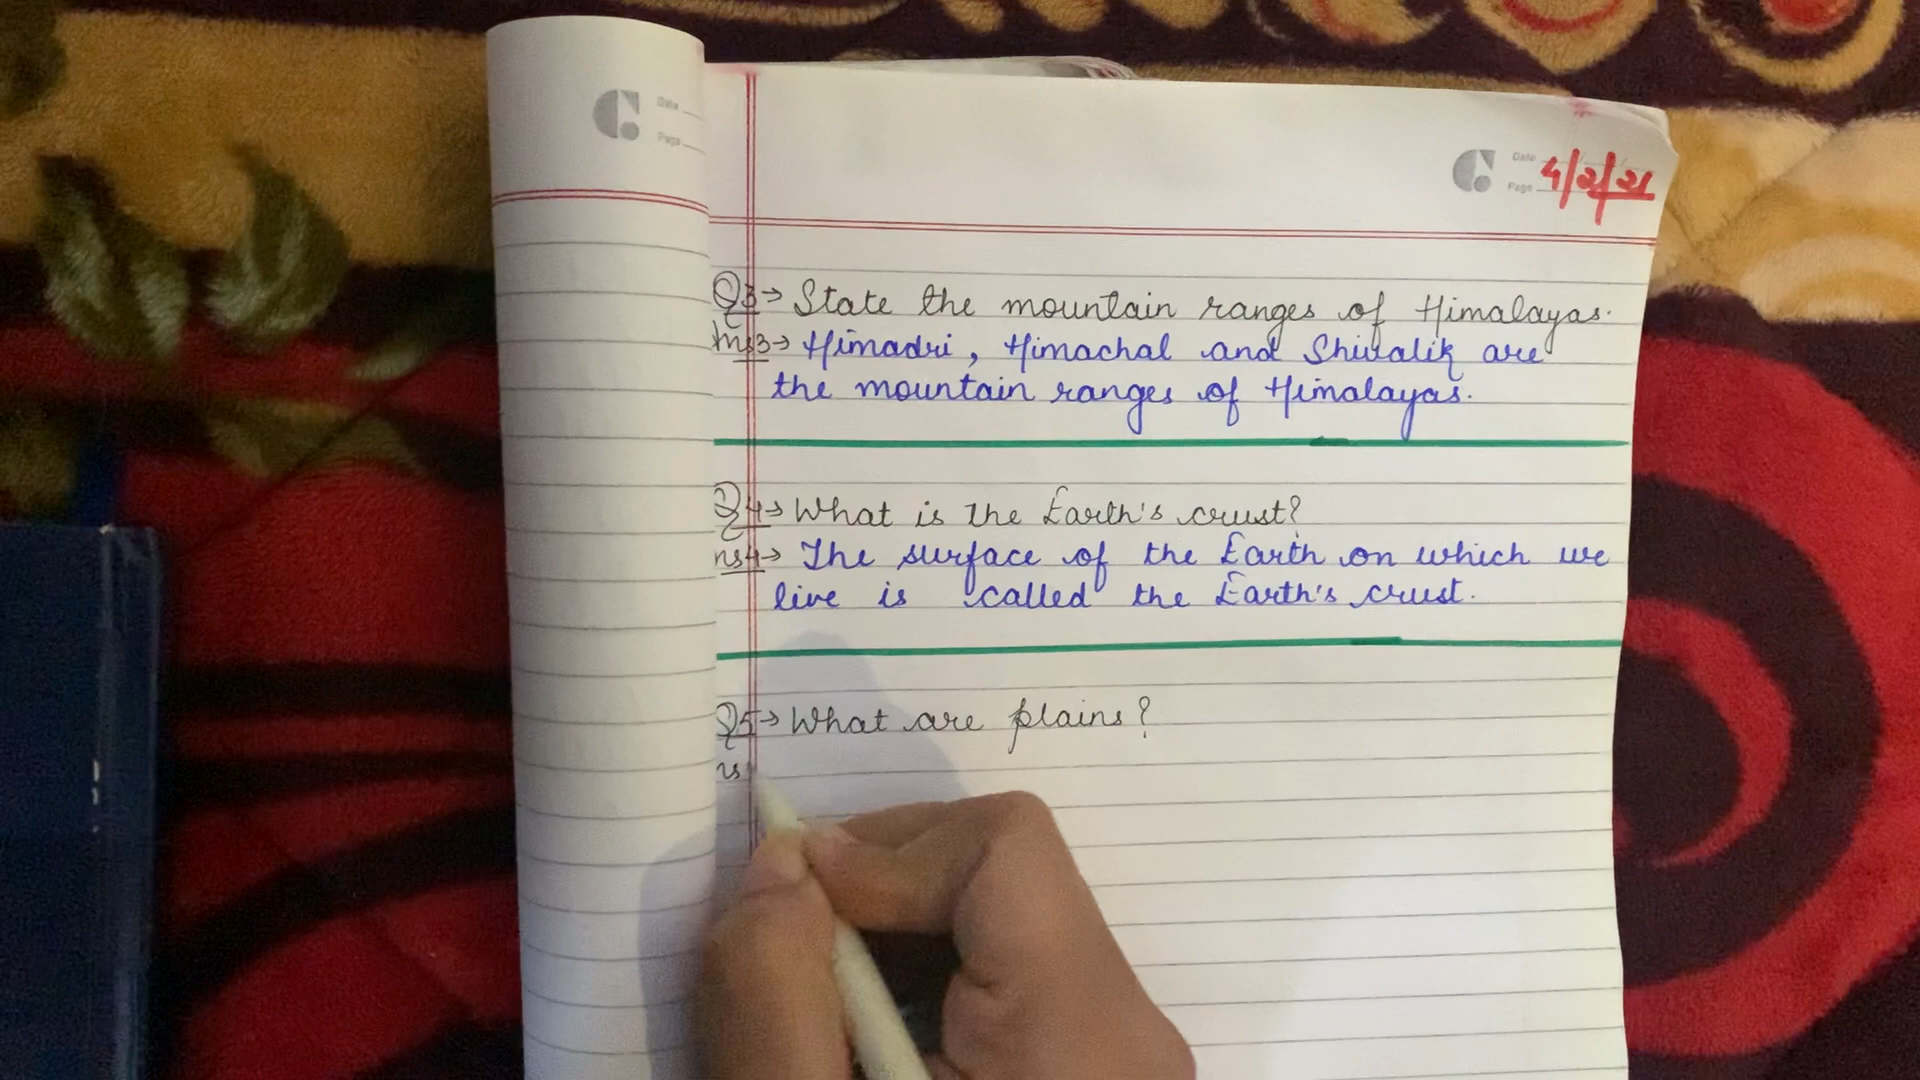 Date
Page
Date 4/2/21
Page
Q3→ State the mountain ranges of Himalayas.
Ans3→ Himadri, Himachal and Shivalik are
the mountain ranges of Himalayas.
Q4→ What is the Earth's crust?
ns4→ The surface of the Earth on which we
live is called the Earth's crust.
Q5→ What are plains?
ns